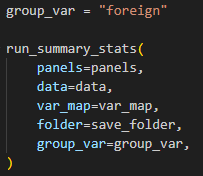 group_var = "foreign"
run_summary_stats(
    panels=panels,
    data=data,
    var_map=var_map,
    folder=save_folder,
    group_var=group_var,
)